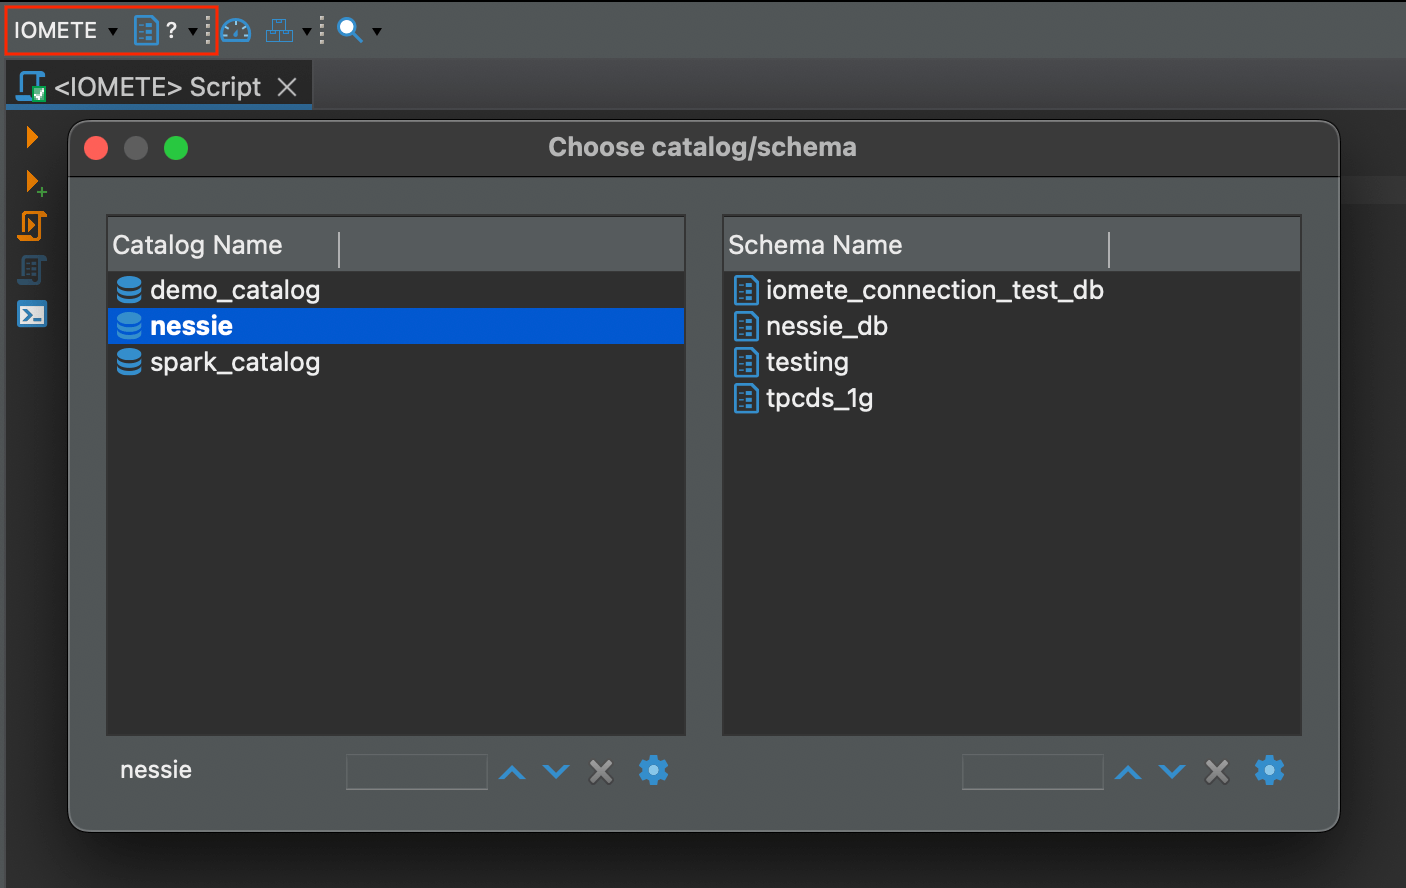 IOMETE ?
<IOMETE> Script
Choose catalog/schema
Catalog Name
demo_catalog
nessie
spark_catalog
nessie
Schema Name
iomete_connection_test_db
nessie_db
testing
tpcds_1g